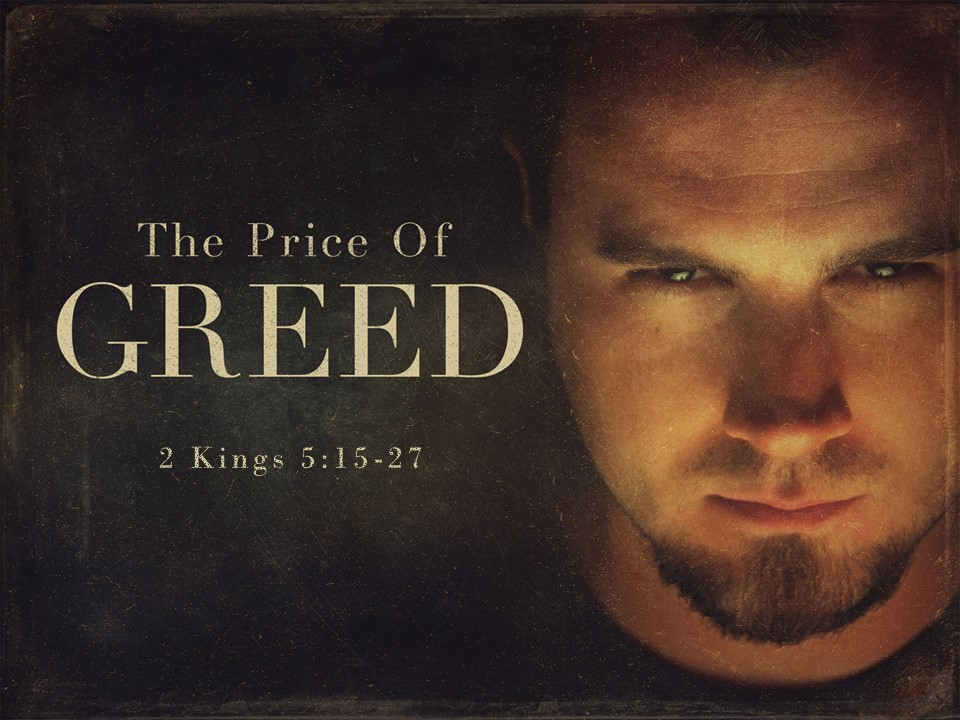 The Price Of
GREED
2 Kings 5:15-27